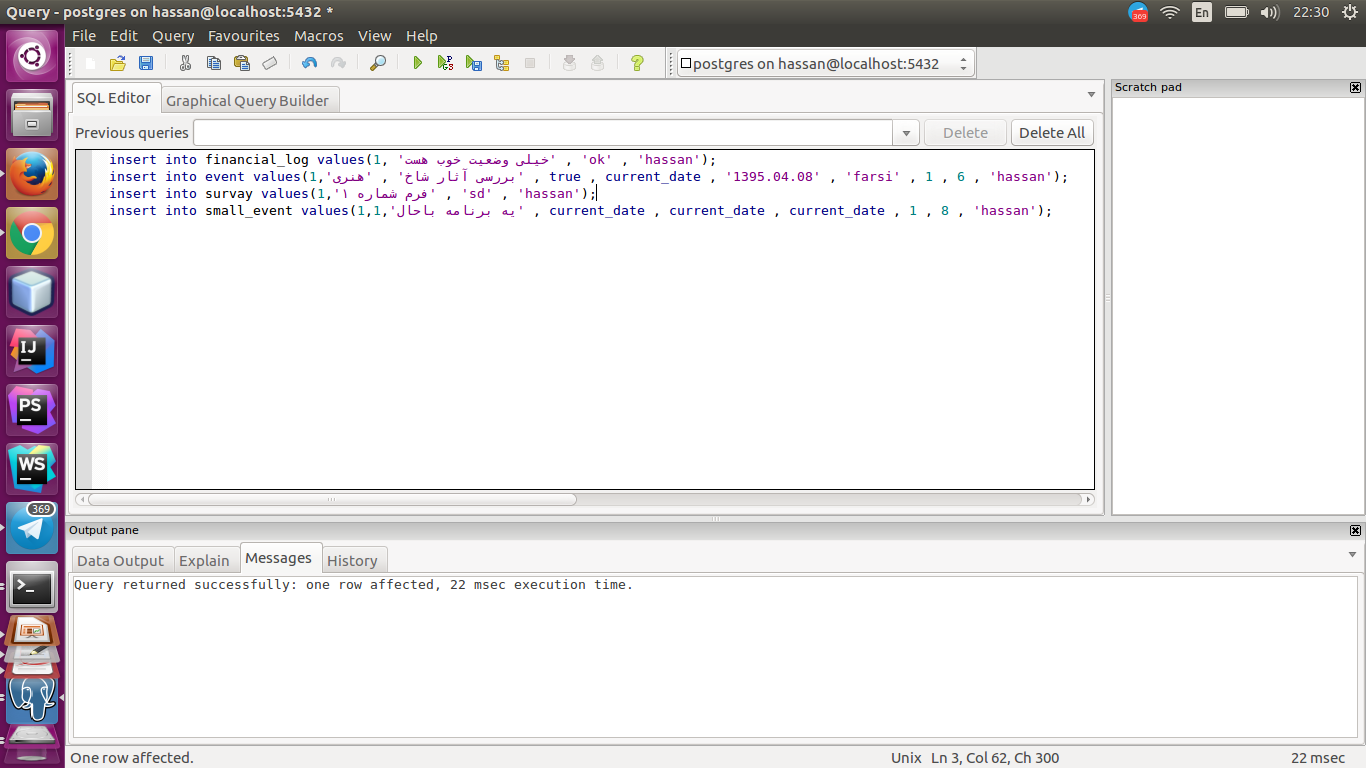 Query - postgres on hassan@localhost:5432 *
369
En
22:30
File Edit Query Favourites Macros View Help
postgres on hassan@localhost:5432
SQL Editor
Graphical Query Builder
Scratch pad
Previous queries
Delete
Delete All
insert into financial_log values(1, 'خیلی وضعیت خوب هست' , 'ok' , 'hassan');
insert into event values(1,'بررسی آثار شاخ' , 'هنری' , true , current_date , '1395.04.08' , 'farsi' , 1 , 6 , 'hassan');
insert into survay values(1,'فرم شماره ۱' , 'sd' , 'hassan');
insert into small_event values(1,1,'یه برنامه باحال' , current_date , current_date , current_date , 1 , 8 , 'hassan');
IJ
PS
WS
369
Output pane
Data Output
Explain
Messages
History
Query returned successfully: one row affected, 22 msec execution time.
One row affected.
Unix
Ln 3, Col 62, Ch 300
22 msec